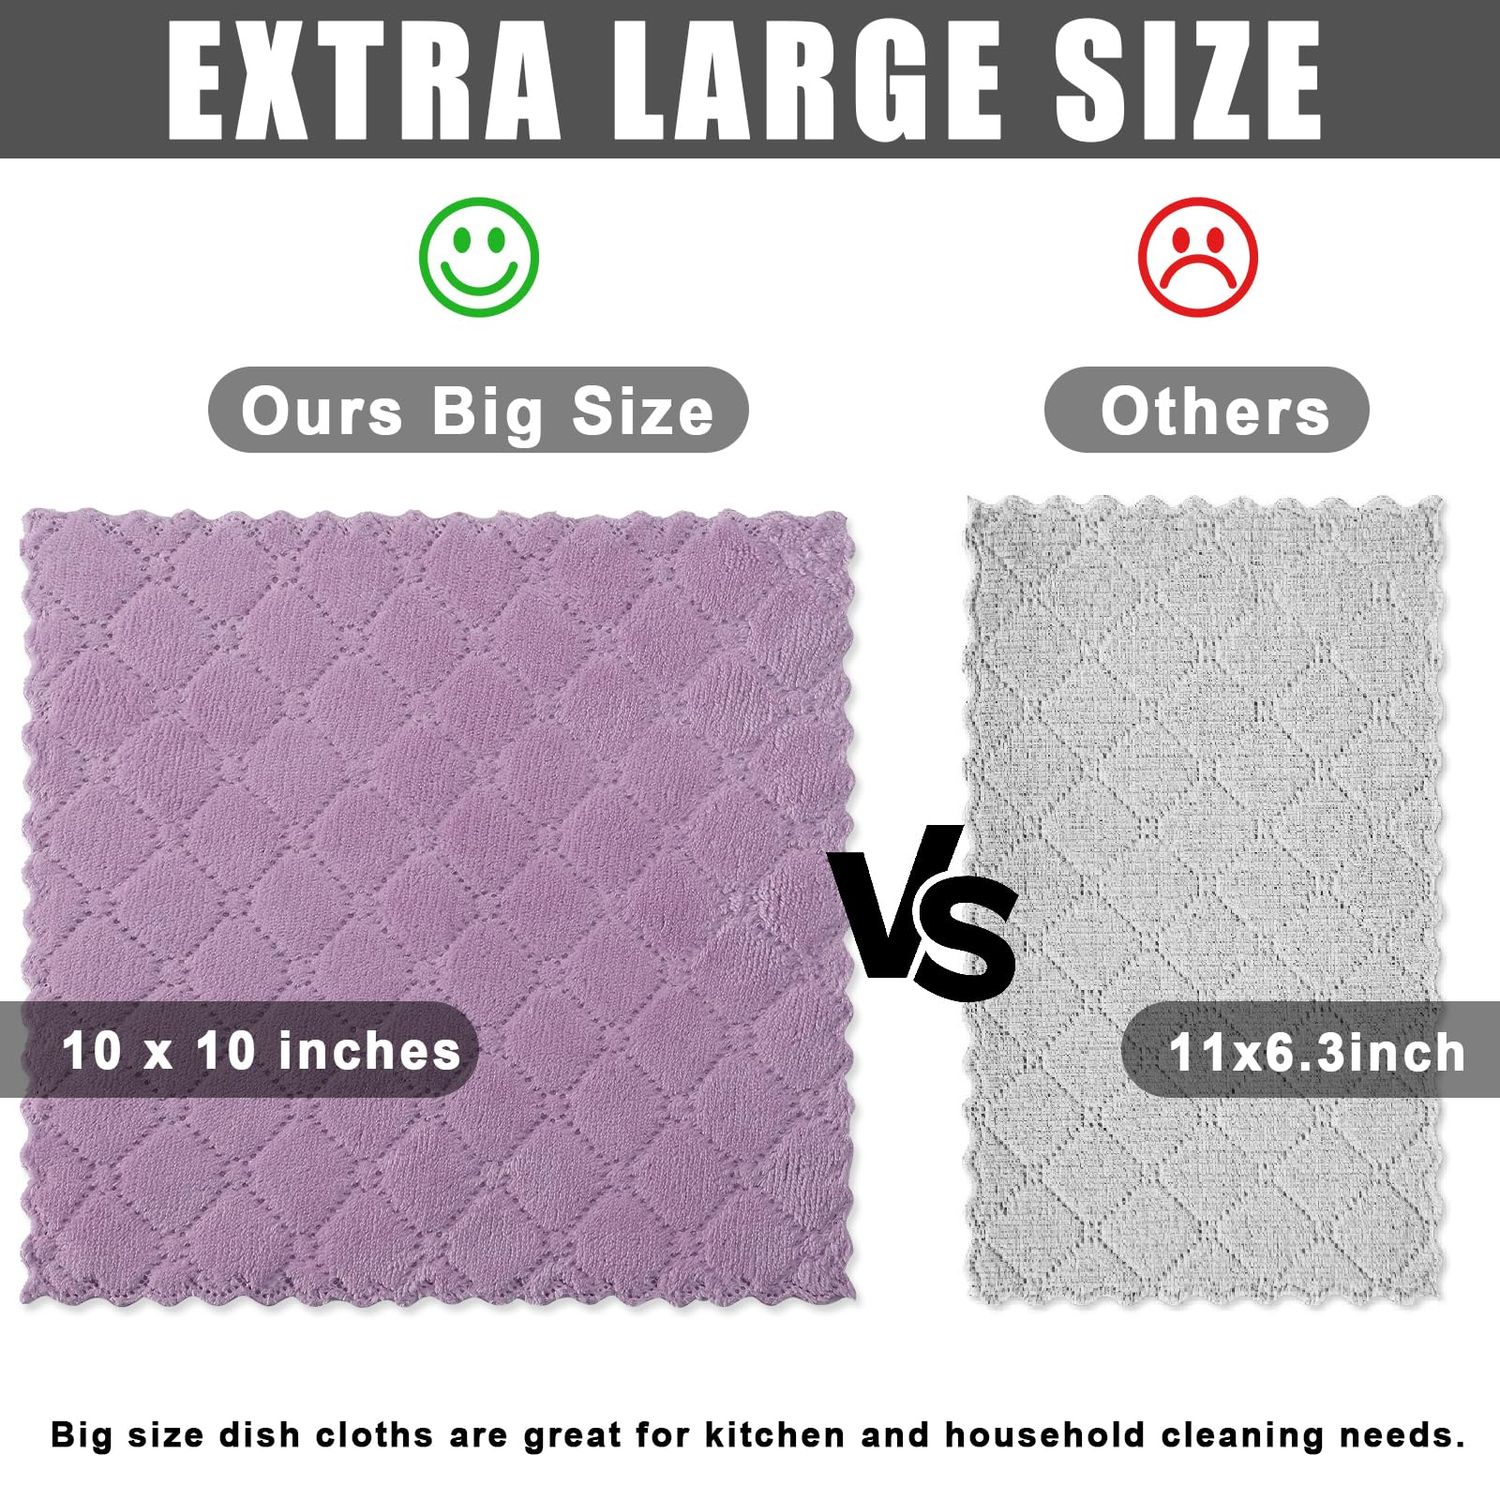 EXTRA LARGE SIZE
Ours Big Size
Others
VS
10 x 10 inches
11x6.3inch
Big size dish cloths are great for kitchen and household cleaning needs.